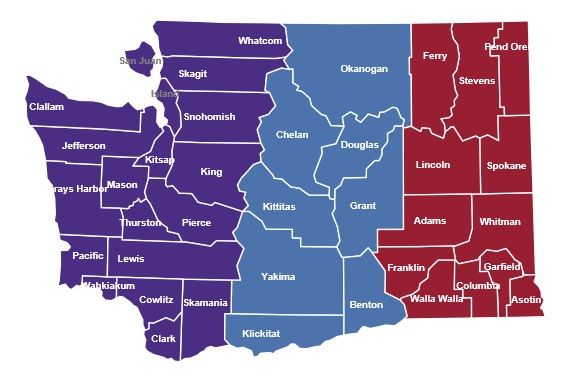 Whatcom
San Juan
Skagit
Island
Snohomish
Clallam
Jefferson
Kitsap
King
rays Harbor
Mason
Thurston
Pierce
Pacific
Lewis
Wahkiakum
Cowlitz
Skamania
Clark
Okanogan
Chelan
Douglas
Kittitas
Grant
Yakima
Benton
Klickitat
Ferry
Stevens
Pend Ore
Lincoln
Spokane
Adams
Whitman
Franklin
Walla Walla
Columbia
Garfield
Asotin